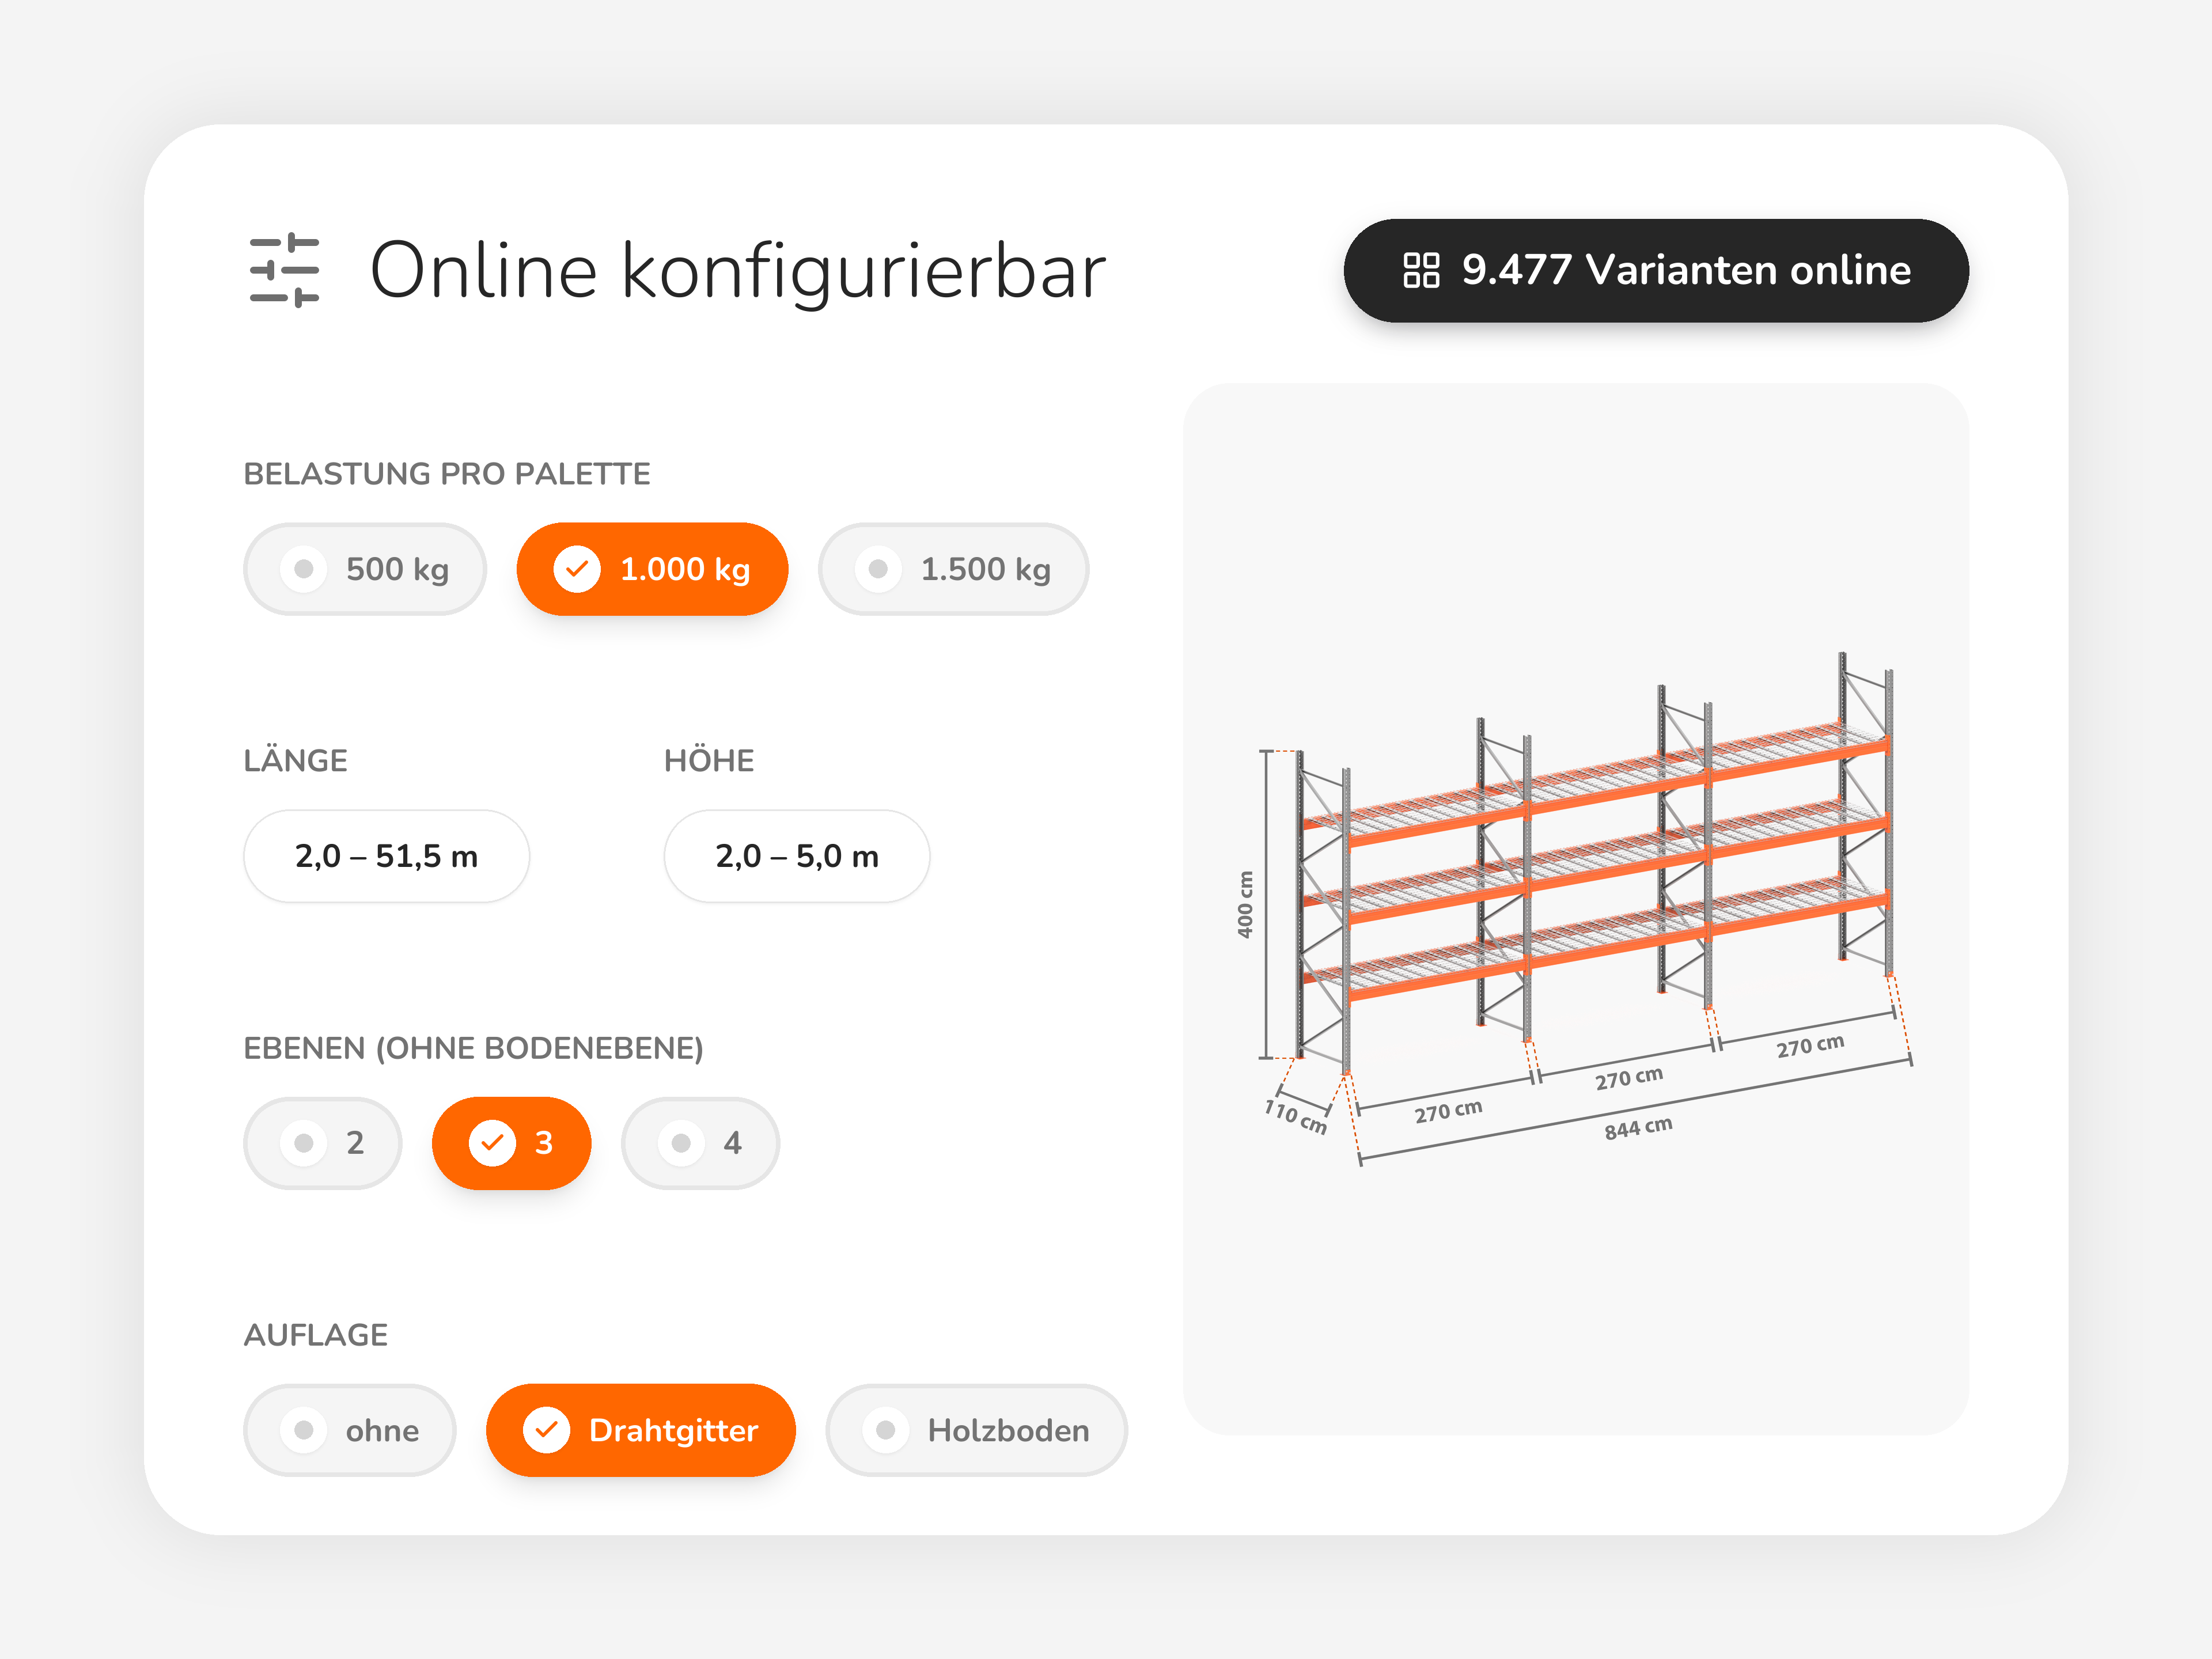 Online konfigurierbar
9.477 Varianten online
BELASTUNG PRO PALETTE
500 kg
1.000 kg
1.500 kg
LÄNGE
HÖHE
2,0 – 51,5 m
2,0 – 5,0 m
EBENEN (OHNE BODENEBENE)
2
3
4
AUFLAGE
ohne
Drahtgitter
Holzboden
400 cm
110 cm
270 cm
270 cm
270 cm
844 cm